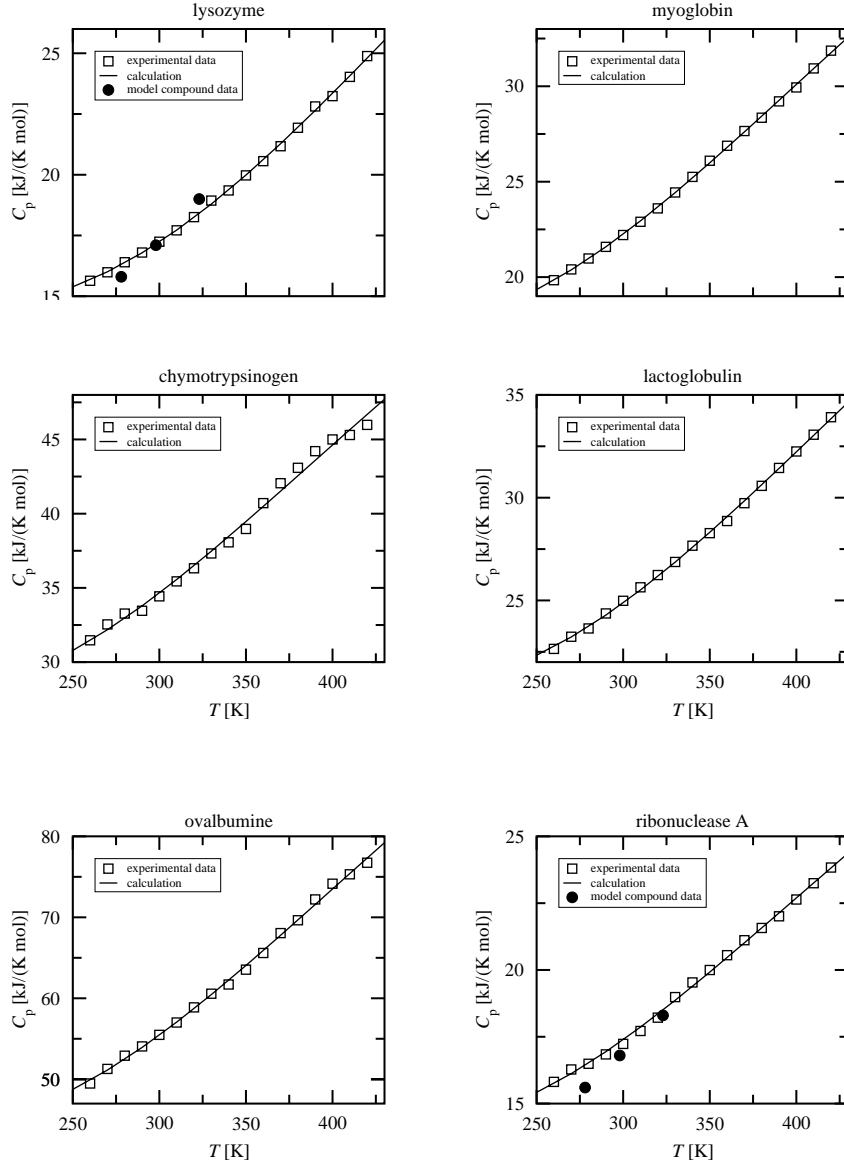 lysozyme
experimental data
calculation
model compound data
25
20
15
C_p [kJ/(K mol)]
myoglobin
experimental data
calculation
30
25
20
C_p [kJ/(K mol)]
chymotrypsinogen
experimental data
calculation
45
40
35
30
C_p [kJ/(K mol)]
250 300 350 400
T [K]
lactoglobulin
experimental data
calculation
35
30
25
C_p [kJ/(K mol)]
250 300 350 400
T [K]
ovalbumine
experimental data
calculation
80
70
60
50
C_p [kJ/(K mol)]
250 300 350 400
T [K]
ribonuclease A
experimental data
calculation
model compound data
25
20
15
C_p [kJ/(K mol)]
250 300 350 400
T [K]